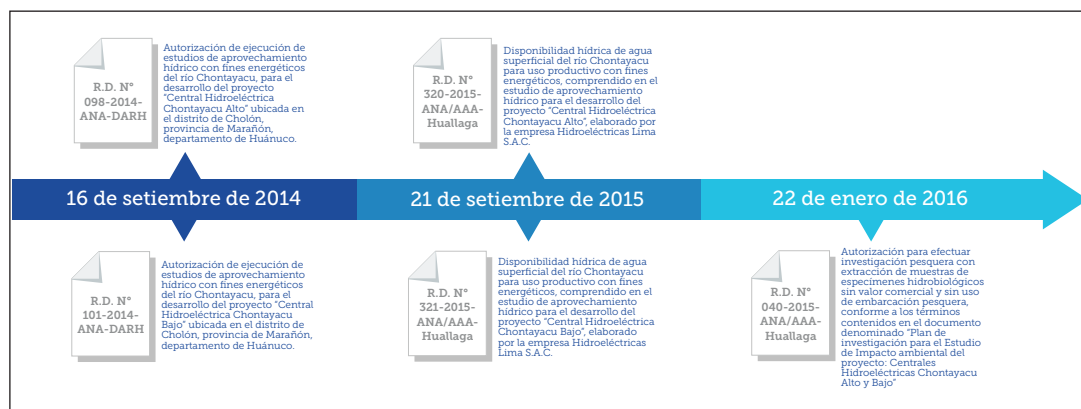 R.D. N°
098-2014-
ANA-DARH
Autorización de ejecución de
estudios de aprovechamiento
hídrico con fines energéticos
del río Chontayacu, para el
desarrollo del proyecto
"Central Hidroeléctrica
Chontayacu Alto" ubicada en
el distrito de Cholón,
provincia de Marañón,
departamento de Huánuco.
R.D. N°
320-2015-
ANA/AAA-
Huallaga
Disponibilidad hídrica de agua
superficial del río Chontayacu
para uso productivo con fines
energéticos, comprendido en el
estudio de aprovechamiento
hídrico para el desarrollo del
proyecto "Central Hidroeléctrica
Chontayacu Alto", elaborado por
la empresa Hidroeléctricas Lima
S.A.C.
16 de setiembre de 2014
21 de setiembre de 2015
22 de enero de 2016
R.D. N°
101-2014-
ANA-DARH
Autorización de ejecución de
estudios de aprovechamiento
hídrico con fines energéticos
del río Chontayacu, para el
desarrollo del proyecto "Central
Hidroeléctrica Chontayacu
Bajo" ubicada en el distrito de
Cholón, provincia de Marañón,
departamento de Huánuco.
R.D. N°
321-2015-
ANA/AAA-
Huallaga
Disponibilidad hídrica de agua
superficial del río Chontayacu
para uso productivo con fines
energéticos, comprendido en el
estudio de aprovechamiento
hídrico para el desarrollo del
proyecto "Central Hidroeléctrica
Chontayacu Bajo", elaborado
por la empresa Hidroeléctricas
Lima S.A.C.
R.D. N°
040-2015-
ANA/AAA-
Huallaga
Autorización para efectuar
investigación pesquera con
extracción de muestras de
especímenes hidrobiológicos
sin valor comercial y sin uso
de embarcación pesquera,
conforme a los términos
contenidos en el documento
denominado "Plan de
investigación para el Estudio
de Impacto ambiental del
proyecto: Centrales
Hidroeléctricas Chontayacu
Alto y Bajo"